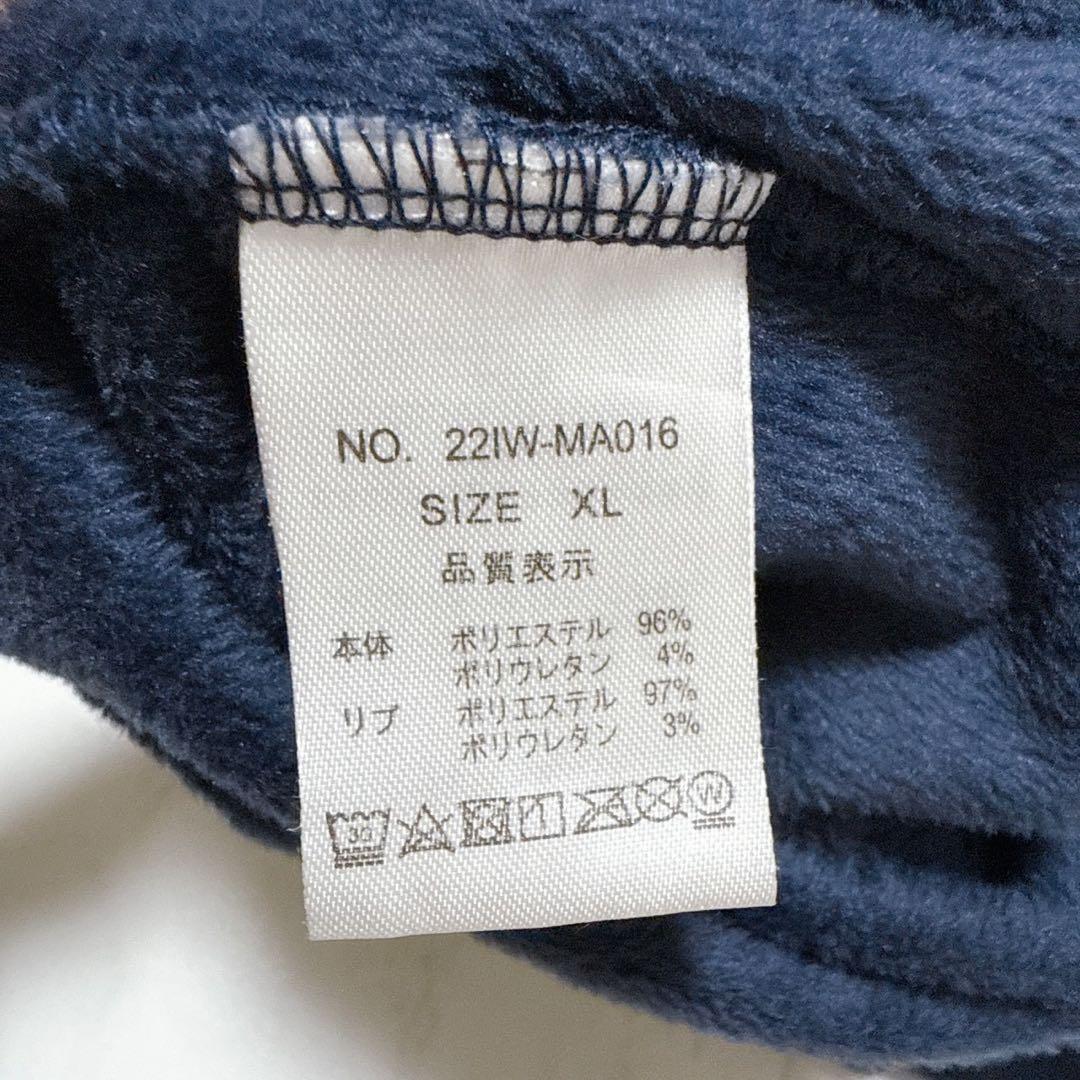 NO. 22IW-MA016
SIZE XL
品質表示
本体 ポリエステル 96%
ポリウレタン 4%
リブ ポリエステル 97%
ポリウレタン 3%
30
W